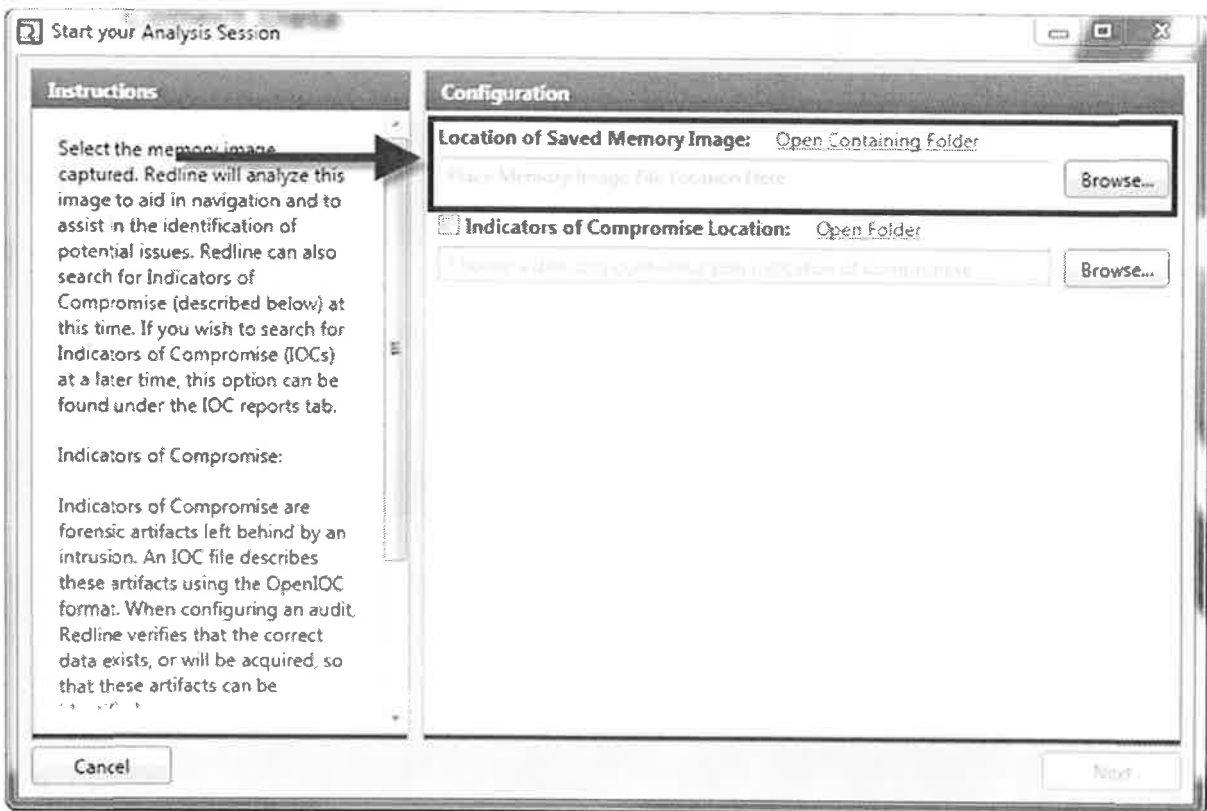 Start your Analysis Session
Instructions
Select the memory image
captured. Redline will analyze this
image to aid in navigation and to
assist in the identification of
potential issues. Redline can also
search for Indicators of
Compromise (described below) at
this time. If you wish to search for
Indicators of Compromise (IOCs)
at a later time, this option can be
found under the IOC reports tab.
Indicators of Compromise:
Indicators of Compromise are
forensic artifacts left behind by an
intrusion. An IOC file describes
these artifacts using the OpenIOC
format. When configuring an audit,
Redline verifies that the correct
data exists, or will be acquired, so
that these artifacts can be
Configuration
Location of Saved Memory Image: Open Containing Folder
Place Memory Image File Location Here
Browse...
Indicators of Compromise Location: Open Folder
Browse...
Cancel
Next